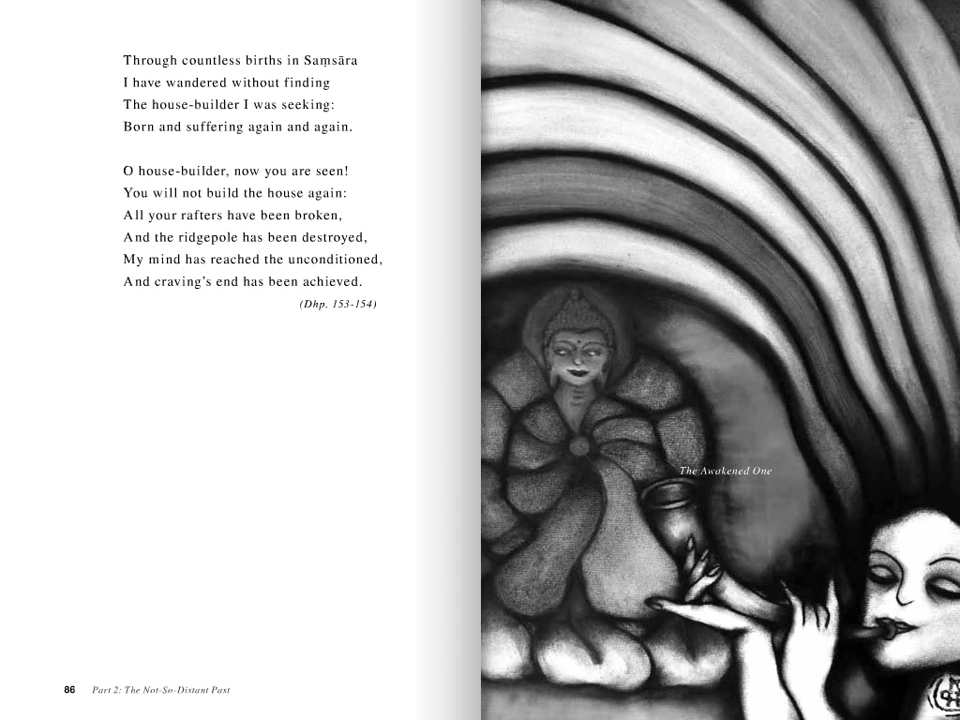 Through countless births in Saṃsāra
I have wandered without finding
The house-builder I was seeking:
Born and suffering again and again.
O house-builder, now you are seen!
You will not build the house again:
All your rafters have been broken,
And the ridgepole has been destroyed,
My mind has reached the unconditioned,
And craving’s end has been achieved.
(Dhp. 153-154)
86 Part 2: The Not-So-Distant Past
The Awakened One